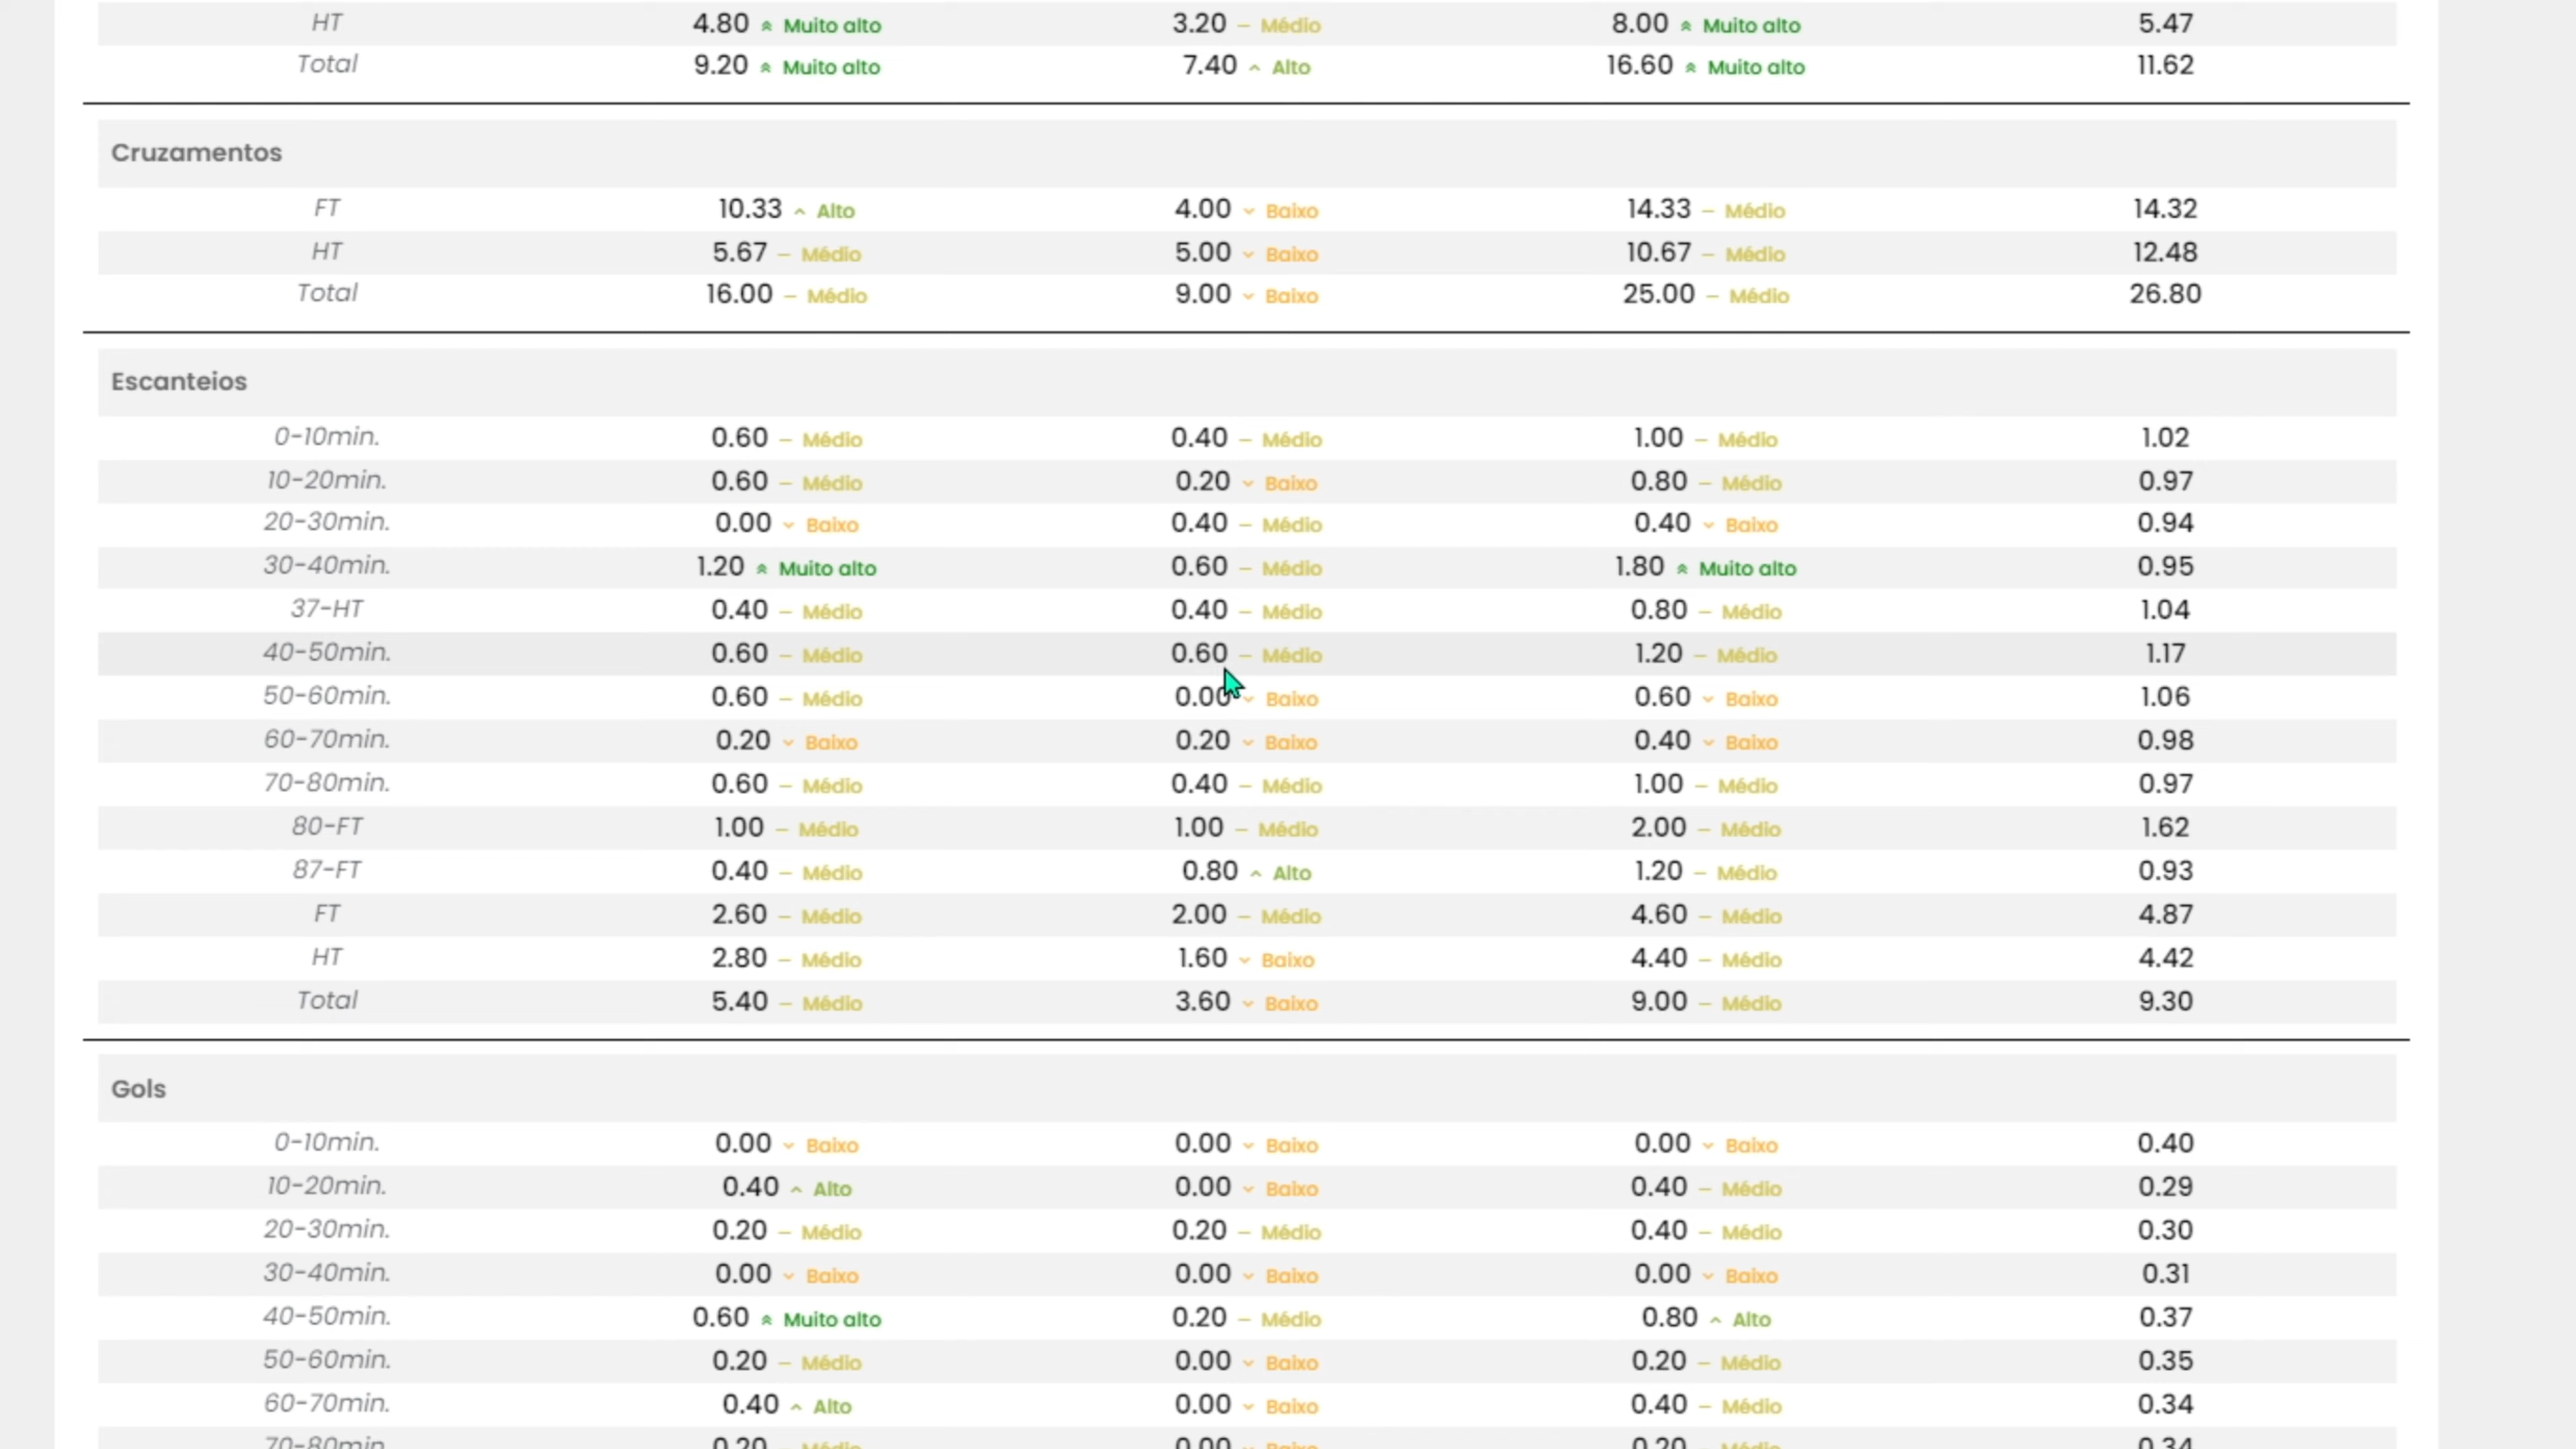 HT 4.80 Muito alto 3.20 – Médio 8.00 Muito alto 5.47
Total 9.20 Muito alto 7.40 Alto 16.60 Muito alto 11.62
Cruzamentos
FT 10.33 Alto 4.00 Baixo 14.33 – Médio 14.32
HT 5.67 – Médio 5.00 Baixo 10.67 – Médio 12.48
Total 16.00 – Médio 9.00 Baixo 25.00 – Médio 26.80
Escanteios
0-10min. 0.60 – Médio 0.40 – Médio 1.00 – Médio 1.02
10-20min. 0.60 – Médio 0.20 Baixo 0.80 – Médio 0.97
20-30min. 0.00 Baixo 0.40 – Médio 0.40 Baixo 0.94
30-40min. 1.20 Muito alto 0.60 – Médio 1.80 Muito alto 0.95
37-HT 0.40 – Médio 0.40 – Médio 0.80 – Médio 1.04
40-50min. 0.60 – Médio 0.60 – Médio 1.20 – Médio 1.17
50-60min. 0.60 – Médio 0.00 Baixo 0.60 Baixo 1.06
60-70min. 0.20 Baixo 0.20 Baixo 0.40 Baixo 0.98
70-80min. 0.60 – Médio 0.40 – Médio 1.00 – Médio 0.97
80-FT 1.00 – Médio 1.00 – Médio 2.00 – Médio 1.62
87-FT 0.40 – Médio 0.80 Alto 1.20 – Médio 0.93
FT 2.60 – Médio 2.00 – Médio 4.60 – Médio 4.87
HT 2.80 – Médio 1.60 Baixo 4.40 – Médio 4.42
Total 5.40 – Médio 3.60 Baixo 9.00 – Médio 9.30
Gols
0-10min. 0.00 Baixo 0.00 Baixo 0.00 Baixo 0.40
10-20min. 0.40 Alto 0.00 Baixo 0.40 – Médio 0.29
20-30min. 0.20 – Médio 0.20 – Médio 0.40 – Médio 0.30
30-40min. 0.00 Baixo 0.00 Baixo 0.00 Baixo 0.31
40-50min. 0.60 Muito alto 0.20 – Médio 0.80 Alto 0.37
50-60min. 0.20 – Médio 0.00 Baixo 0.20 – Médio 0.35
60-70min. 0.40 Alto 0.00 Baixo 0.40 – Médio 0.34
70-80min. 0.20 Médio 0.00 Baixo 0.20 Médio 0.34